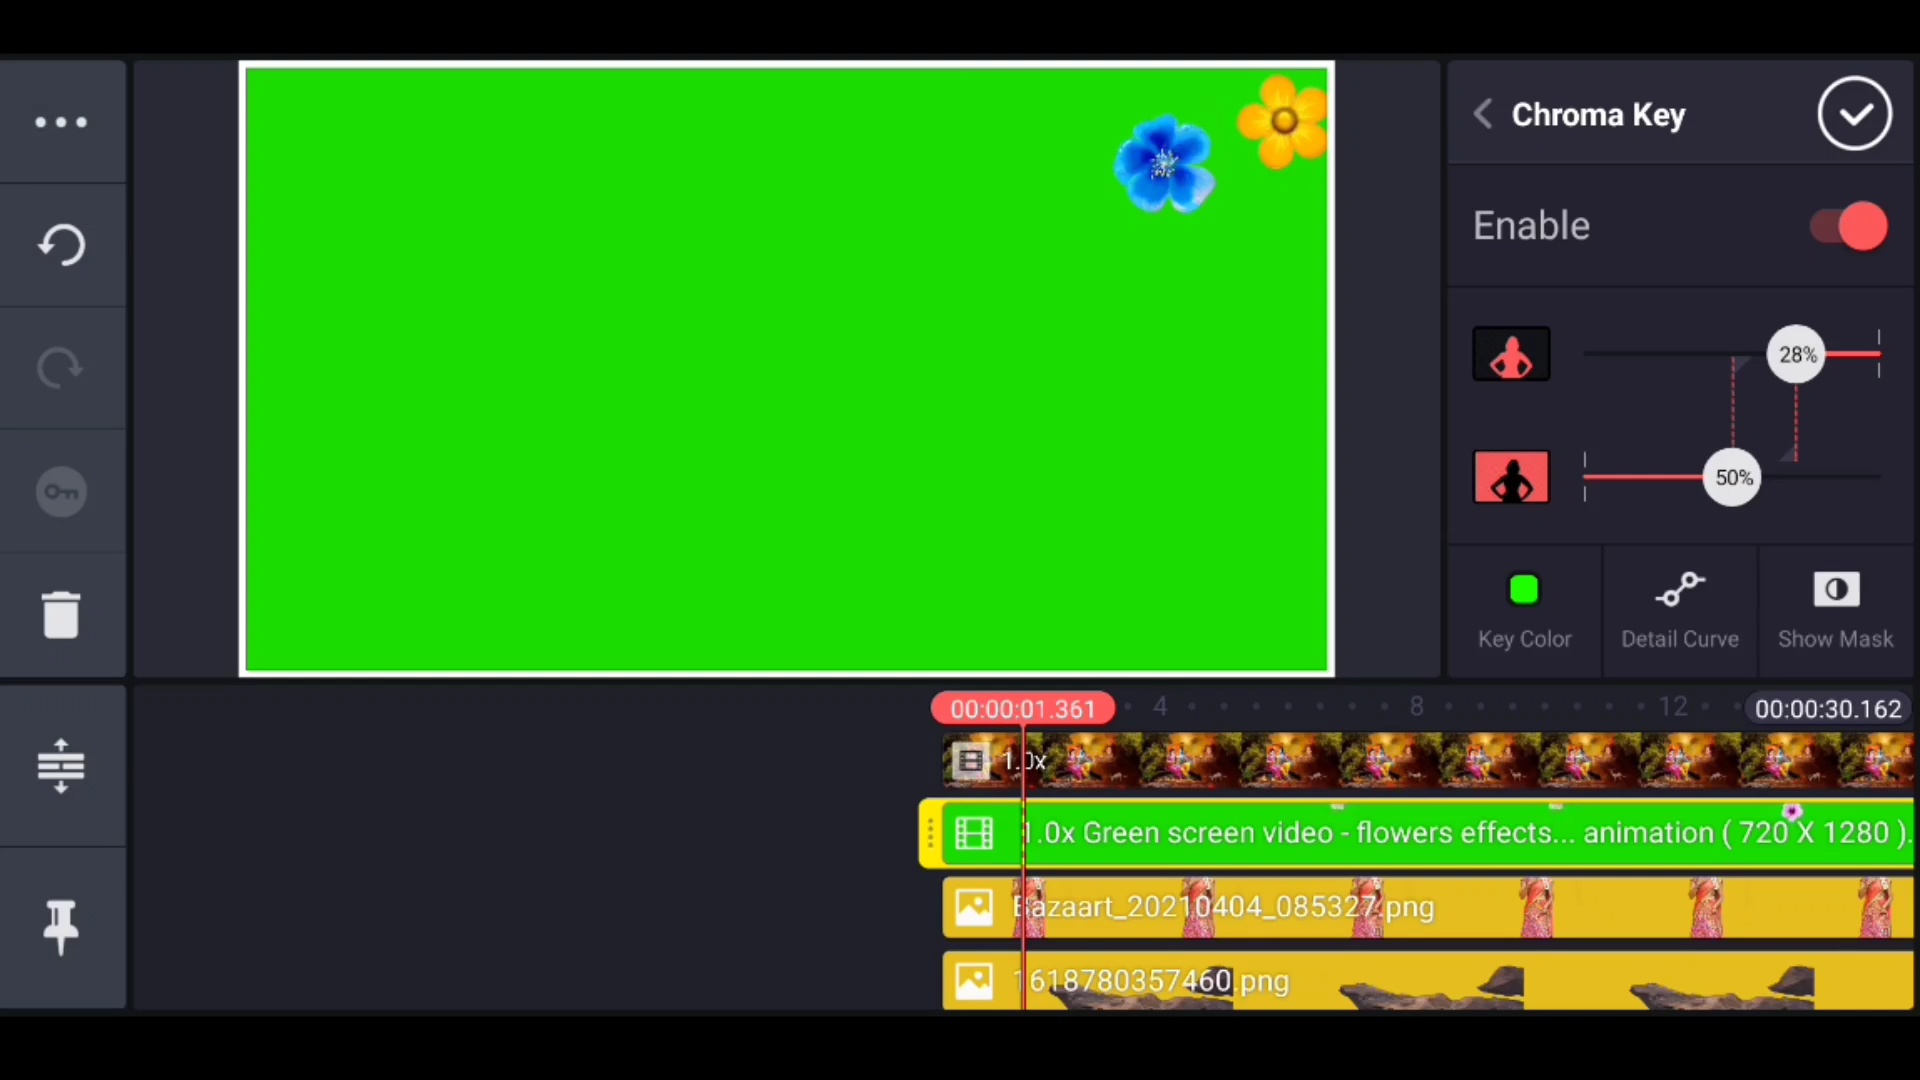 Chroma Key
Enable
28%
50%
Key Color
Detail Curve
Show Mask
00:00:01.361
4
8
12
00:00:30.162
1.0x
1.0x Green screen video - flowers effects... animation ( 720 X 1280 ).
Bazaart_20210404_085327.png
1618780357460.png